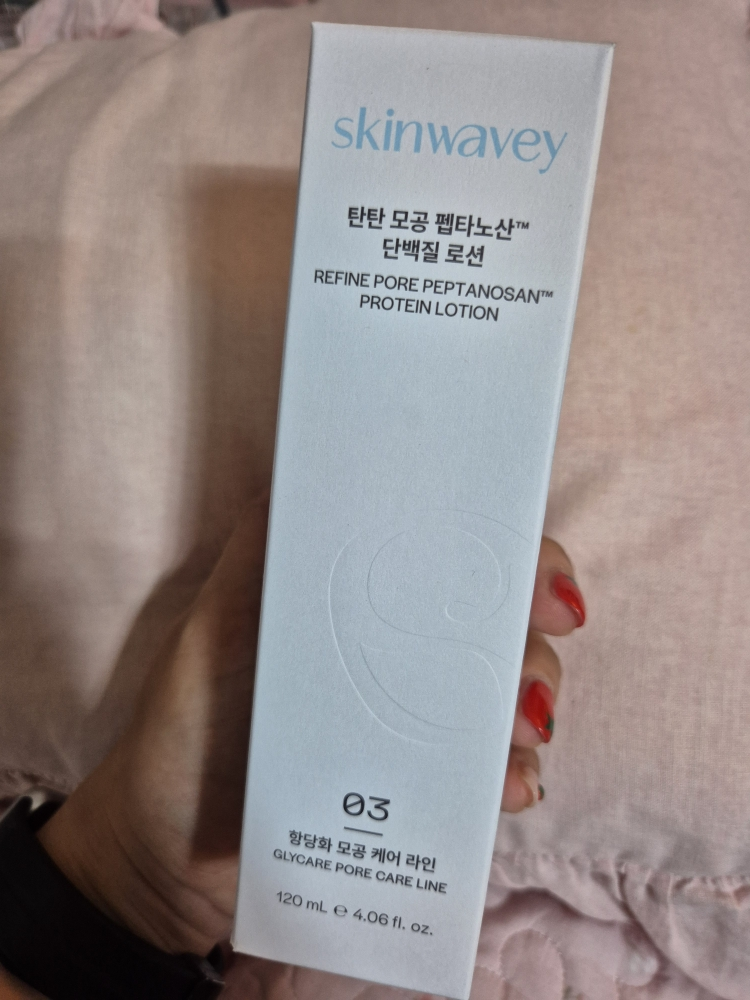 skinwavey
탄탄 모공 펩타노산™
단백질 로션
REFINE PORE PEPTANOSAN™
PROTEIN LOTION
03
항당화 모공 케어 라인
GLYCARE PORE CARE LINE
120 mL ℮ 4.06 fl. oz.